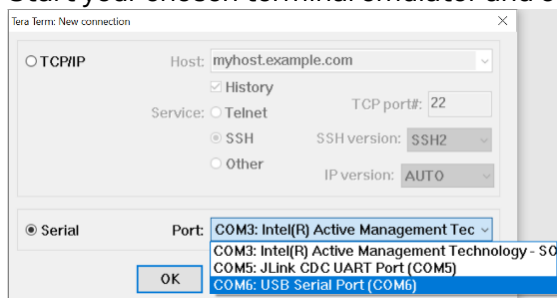 Start your chosen terminal emulator and
Tera Term: New connection
TCP/IP
Host: myhost.example.com
History
Service: Telnet
TCP port#: 22
SSH
SSH version: SSH2
Other
IP version: AUTO
Serial
Port: COM3: Intel(R) Active Management Tec
COM3: Intel(R) Active Management Technology - SO
COM5: JLink CDC UART Port (COM5)
COM6: USB Serial Port (COM6)
OK